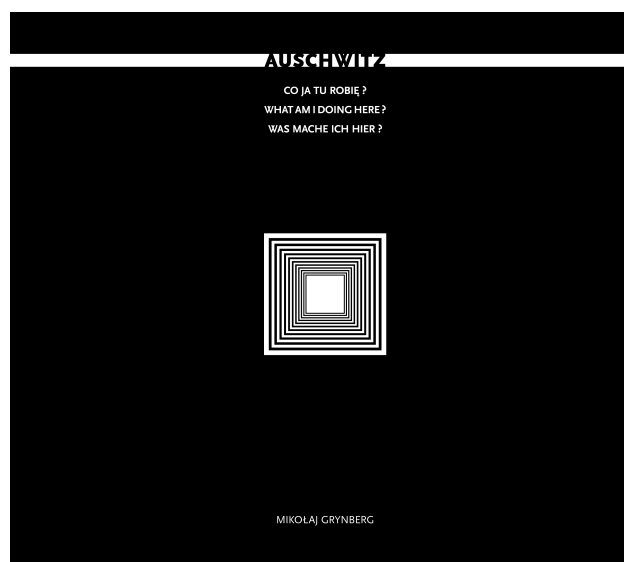 AUSCHWITZ
CO JA TU ROBIĘ ?
WHAT AM I DOING HERE ?
WAS MACHE ICH HIER ?
MIKOŁAJ GRYNBERG